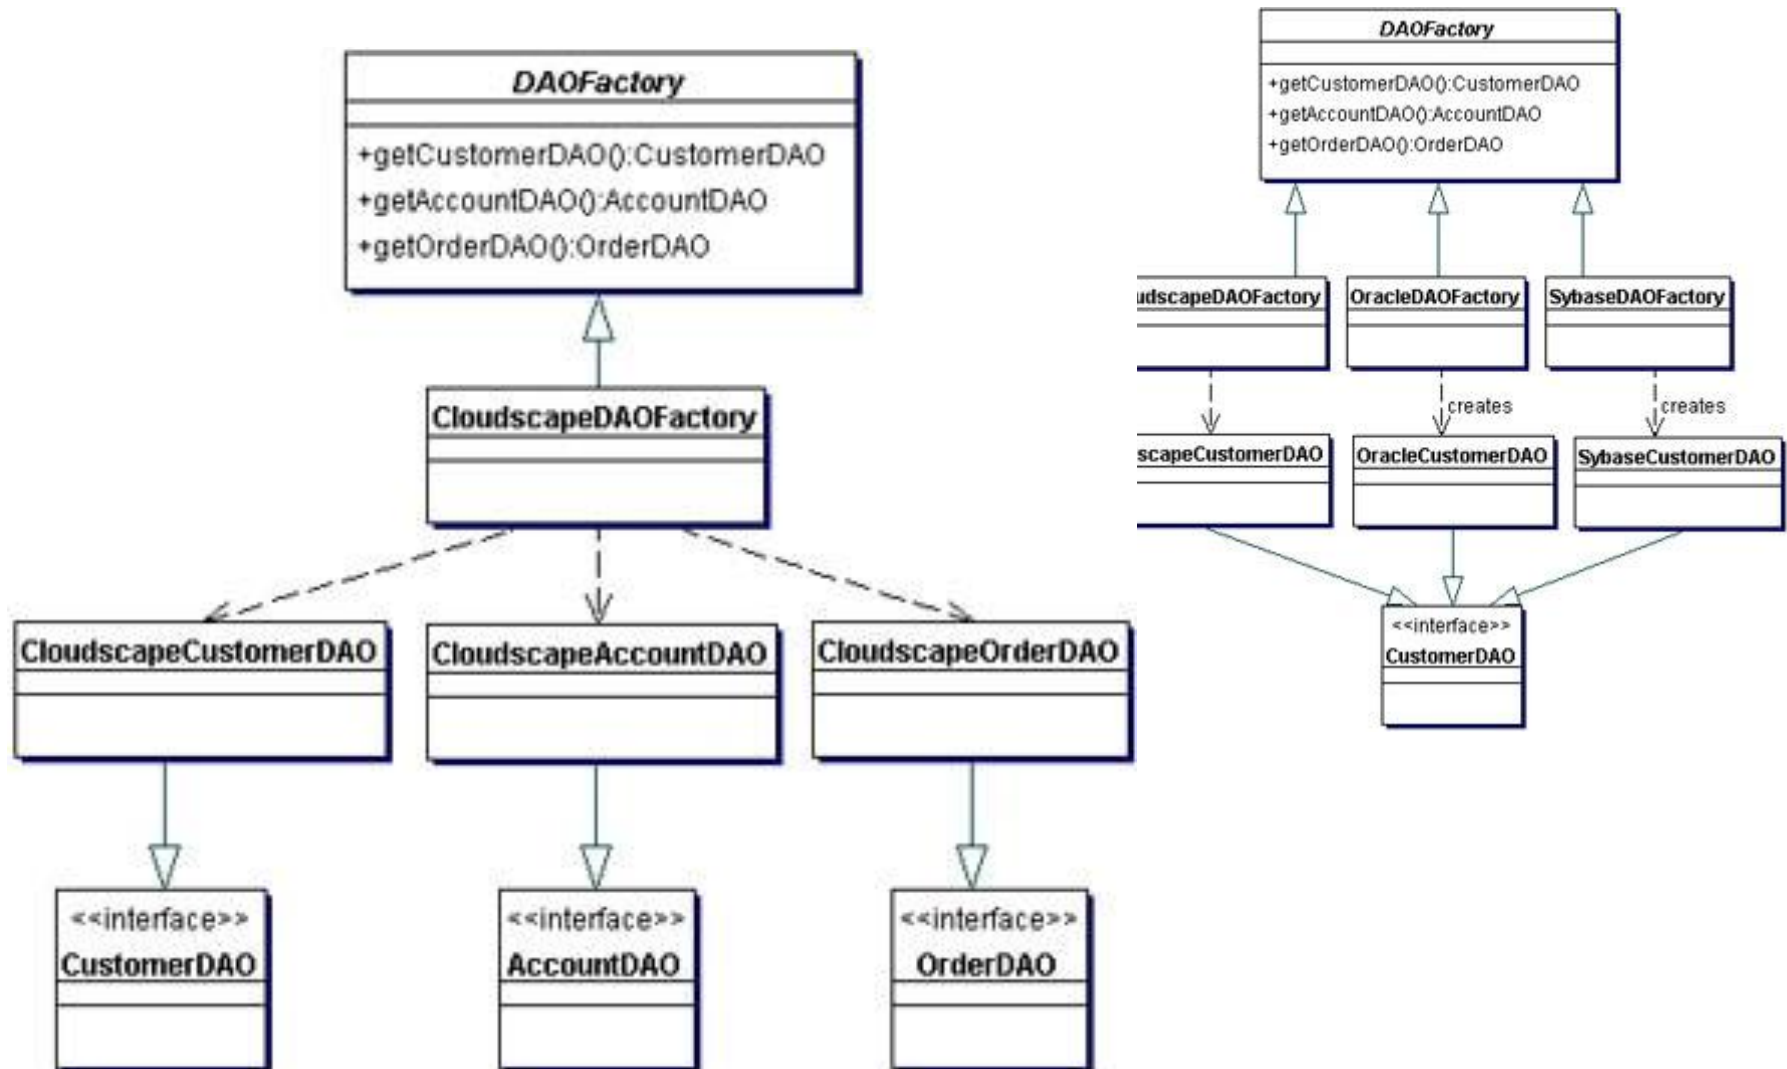 DAOFactory
+getCustomerDAO():CustomerDAO
+getAccountDAO():AccountDAO
+getOrderDAO():OrderDAO
CloudscapeDAOFactory
CloudscapeCustomerDAO
CloudscapeAccountDAO
CloudscapeOrderDAO
<<interface>>
CustomerDAO
<<interface>>
AccountDAO
<<interface>>
OrderDAO
DAOFactory
+getCustomerDAO():CustomerDAO
+getAccountDAO():AccountDAO
+getOrderDAO():OrderDAO
udscapeDAOFactory
OracleDAOFactory
SybaseDAOFactory
creates
creates
scapeCustomerDAO
OracleCustomerDAO
SybaseCustomerDAO
<<interface>>
CustomerDAO